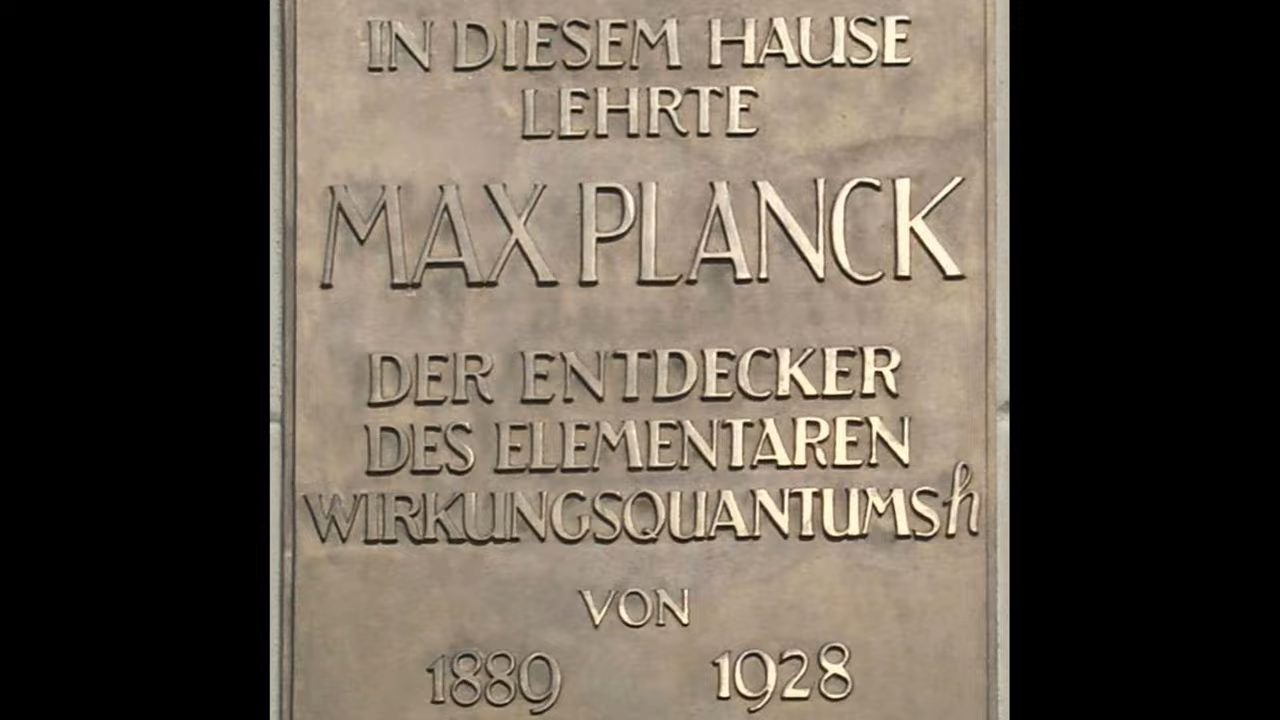 IN DIESEM HAUSE
LEHRTE
MAX PLANCK
DER ENTDECKER
DES ELEMENTAREN
WIRKUNGSQUANTUMS h
VON
1889 1928